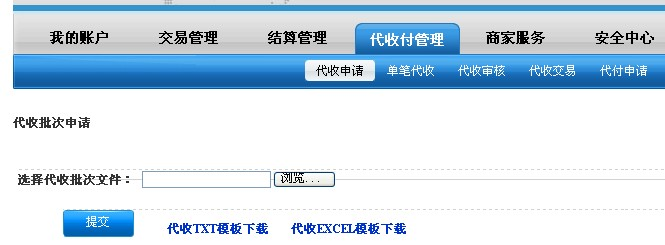 我的账户 交易管理 结算管理 代收付管理 商家服务 安全中心
代收申请 单笔代收 代收审核 代收交易 代付申请
代收批次申请
选择代收批次文件： 浏览...
提交 代收TXT模板下载 代收EXCEL模板下载